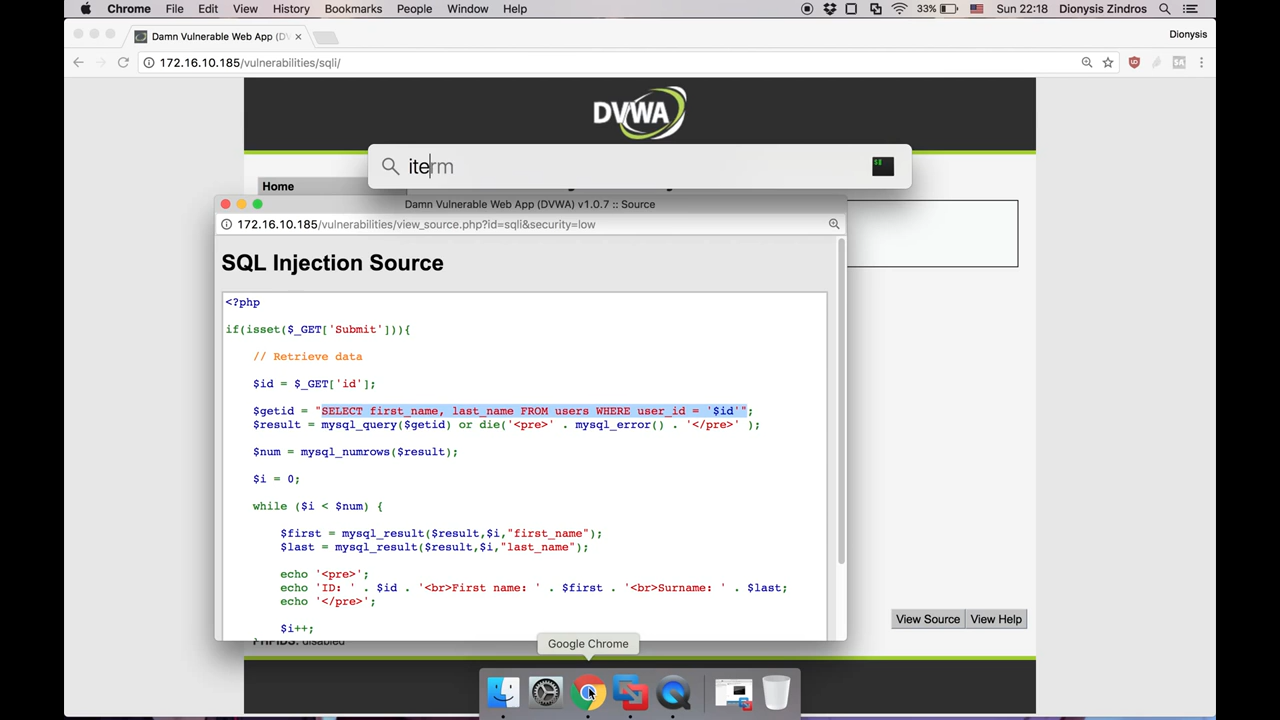 Chrome File Edit View History Bookmarks People Window Help 33% Sun 22:18 Dionysis Zindros
Damn Vulnerable Web App (DV Dionysis
172.16.10.185/vulnerabilities/sqli/
DVWA
iterm
Home
Damn Vulnerable Web App (DVWA) v1.0.7 :: Source
172.16.10.185/vulnerabilities/view_source.php?id=sqli&security=low
SQL Injection Source
<?php
if(isset($_GET['Submit'])){
// Retrieve data
$id = $_GET['id'];
$getid = "SELECT first_name, last_name FROM users WHERE user_id = '$id'";
$result = mysql_query($getid) or die('<pre>' . mysql_error() . '</pre>' );
$num = mysql_numrows($result);
$i = 0;
while ($i < $num) {
$first = mysql_result($result,$i,"first_name");
$last = mysql_result($result,$i,"last_name");
echo '<pre>';
echo 'ID: ' . $id . '<br>First name: ' . $first . '<br>Surname: ' . $last;
echo '</pre>';
$i++;
View Source View Help
disabled
Google Chrome